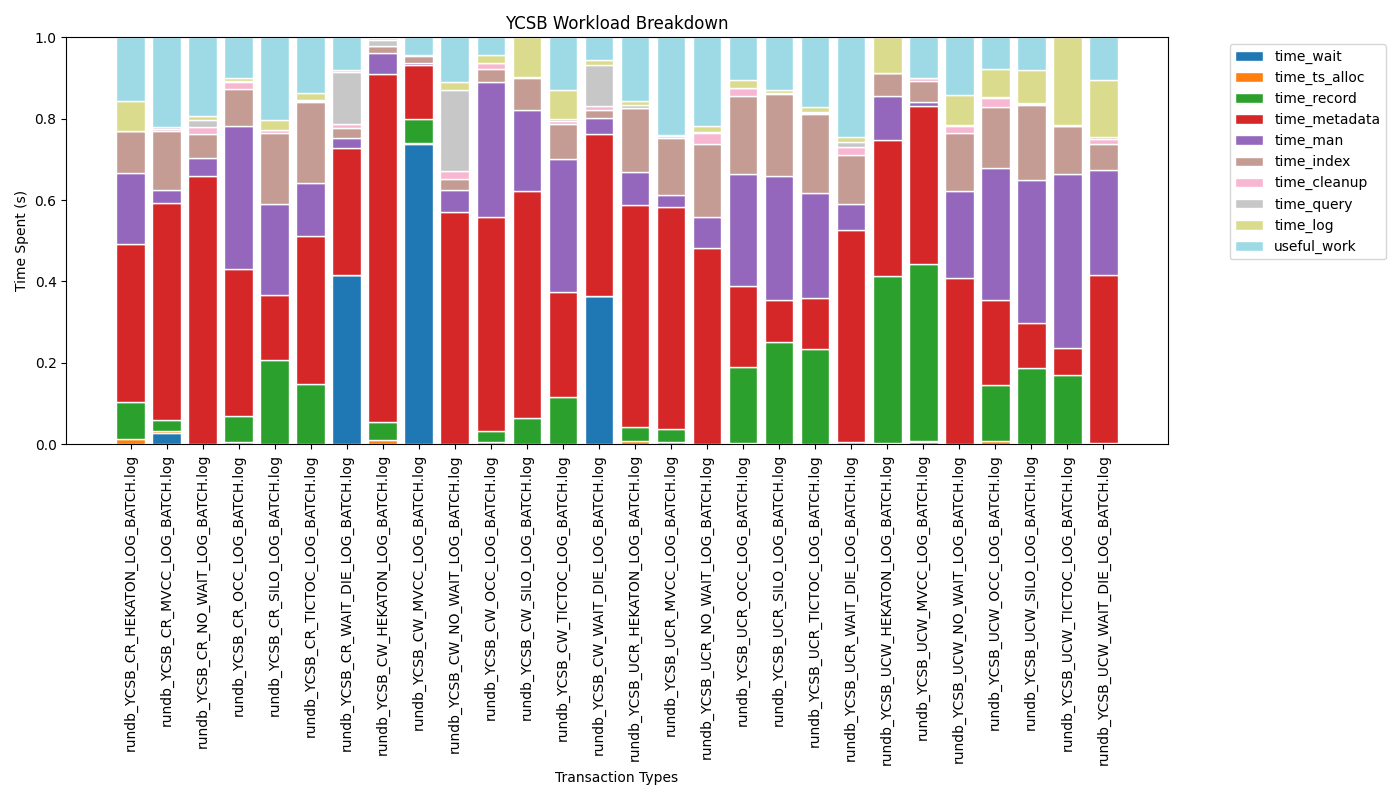 YCSB Workload Breakdown
Time Spent (s)
1.0
0.8
0.6
0.4
0.2
0.0
time_wait
time_ts_alloc
time_record
time_metadata
time_man
time_index
time_cleanup
time_query
time_log
useful_work
rundb_YCSB_CR_HEKATON_LOG_BATCH.log
rundb_YCSB_CR_MVCC_LOG_BATCH.log
rundb_YCSB_CR_NO_WAIT_LOG_BATCH.log
rundb_YCSB_CR_OCC_LOG_BATCH.log
rundb_YCSB_CR_SILO_LOG_BATCH.log
rundb_YCSB_CR_TICTOC_LOG_BATCH.log
rundb_YCSB_CR_WAIT_DIE_LOG_BATCH.log
rundb_YCSB_CW_HEKATON_LOG_BATCH.log
rundb_YCSB_CW_MVCC_LOG_BATCH.log
rundb_YCSB_CW_NO_WAIT_LOG_BATCH.log
rundb_YCSB_CW_OCC_LOG_BATCH.log
rundb_YCSB_CW_SILO_LOG_BATCH.log
rundb_YCSB_CW_TICTOC_LOG_BATCH.log
rundb_YCSB_CW_WAIT_DIE_LOG_BATCH.log
rundb_YCSB_UCR_HEKATON_LOG_BATCH.log
rundb_YCSB_UCR_MVCC_LOG_BATCH.log
rundb_YCSB_UCR_NO_WAIT_LOG_BATCH.log
rundb_YCSB_UCR_OCC_LOG_BATCH.log
rundb_YCSB_UCR_SILO_LOG_BATCH.log
rundb_YCSB_UCR_TICTOC_LOG_BATCH.log
rundb_YCSB_UCR_WAIT_DIE_LOG_BATCH.log
rundb_YCSB_UCW_HEKATON_LOG_BATCH.log
rundb_YCSB_UCW_MVCC_LOG_BATCH.log
rundb_YCSB_UCW_NO_WAIT_LOG_BATCH.log
rundb_YCSB_UCW_OCC_LOG_BATCH.log
rundb_YCSB_UCW_SILO_LOG_BATCH.log
rundb_YCSB_UCW_TICTOC_LOG_BATCH.log
rundb_YCSB_UCW_WAIT_DIE_LOG_BATCH.log
Transaction Types